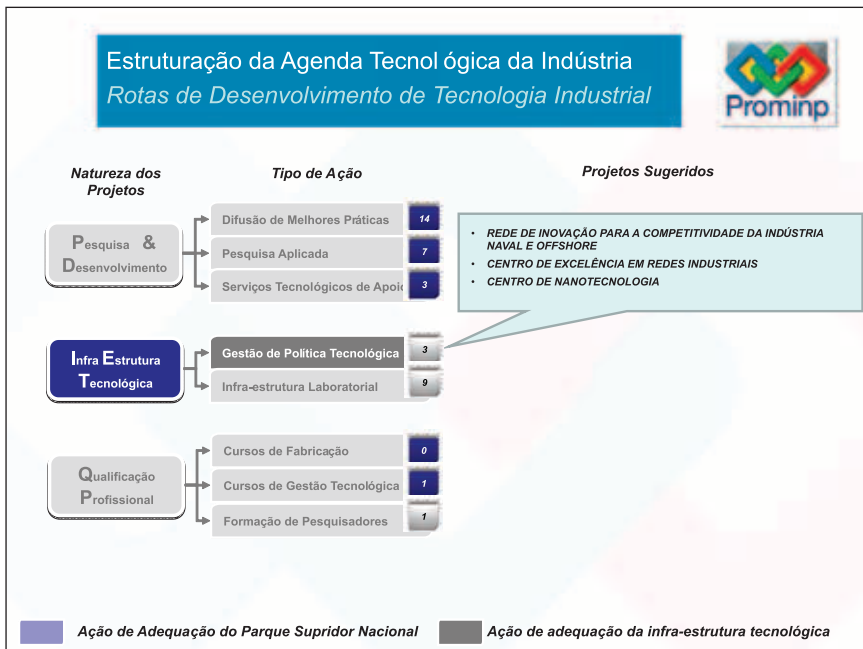 Estruturação da Agenda Tecnol ógica da Indústria
Rotas de Desenvolvimento de Tecnologia Industrial
Prominp
Natureza dos
Projetos
Tipo de Ação
Projetos Sugeridos
Pesquisa &
Desenvolvimento
Difusão de Melhores Práticas 14
Pesquisa Aplicada 7
Serviços Tecnológicos de Apoio 3
• REDE DE INOVAÇÃO PARA A COMPETITIVIDADE DA INDÚSTRIA
NAVAL E OFFSHORE
• CENTRO DE EXCELÊNCIA EM REDES INDUSTRIAIS
• CENTRO DE NANOTECNOLOGIA
Infra Estrutura
Tecnológica
Gestão de Política Tecnológica 3
Infra-estrutura Laboratorial 9
Qualificação
Profissional
Cursos de Fabricação 0
Cursos de Gestão Tecnológica 1
Formação de Pesquisadores 1
Ação de Adequação do Parque Supridor Nacional
Ação de adequação da infra-estrutura tecnológica